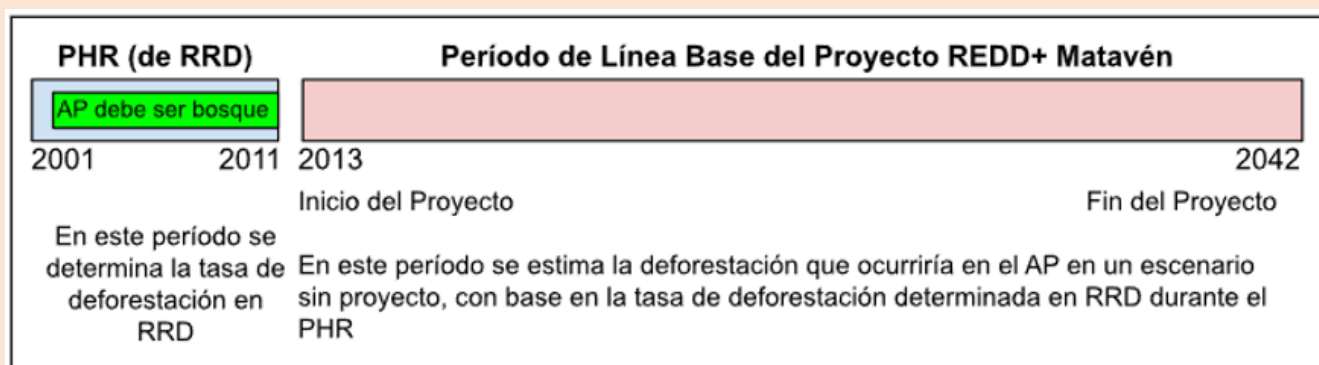 PHR (de RRD)
Período de Línea Base del Proyecto REDD+ Matavén
AP debe ser bosque
2001 2011 2013 2042
Inicio del Proyecto
Fin del Proyecto
En este período se
determina la tasa de
deforestación en
RRD
En este período se estima la deforestación que ocurriría en el AP en un escenario
sin proyecto, con base en la tasa de deforestación determinada en RRD durante el
PHR